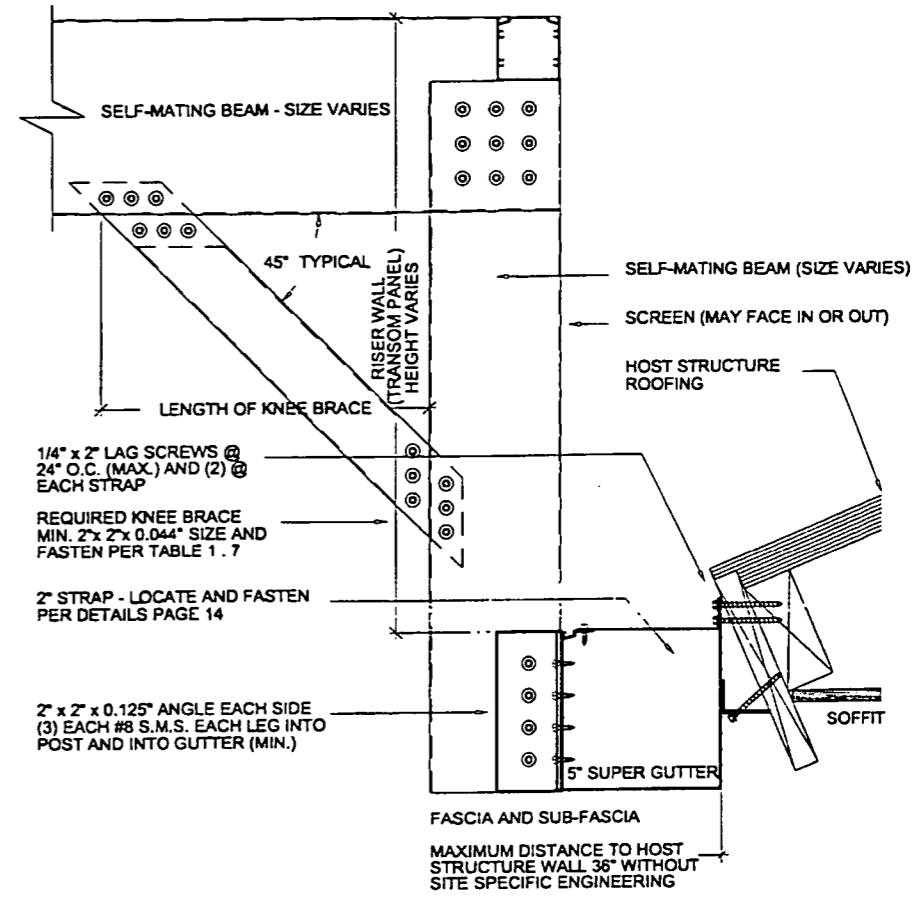 SELF-MATING BEAM - SIZE VARIES
45° TYPICAL
RISER WALL
(TRANSOM PANEL)
HEIGHT VARIES
SELF-MATING BEAM (SIZE VARIES)
SCREEN (MAY FACE IN OR OUT)
HOST STRUCTURE
ROOFING
LENGTH OF KNEE BRACE
1/4" x 2" LAG SCREWS @
24" O.C. (MAX.) AND (2) @
EACH STRAP
REQUIRED KNEE BRACE
MIN. 2"x 2"x 0.044" SIZE AND
FASTEN PER TABLE 1 . 7
2" STRAP - LOCATE AND FASTEN
PER DETAILS PAGE 14
2" x 2" x 0.125" ANGLE EACH SIDE
(3) EACH #8 S.M.S. EACH LEG INTO
POST AND INTO GUTTER (MIN.)
SOFFIT
5" SUPER GUTTER
FASCIA AND SUB-FASCIA
MAXIMUM DISTANCE TO HOST
STRUCTURE WALL 36" WITHOUT
SITE SPECIFIC ENGINEERING